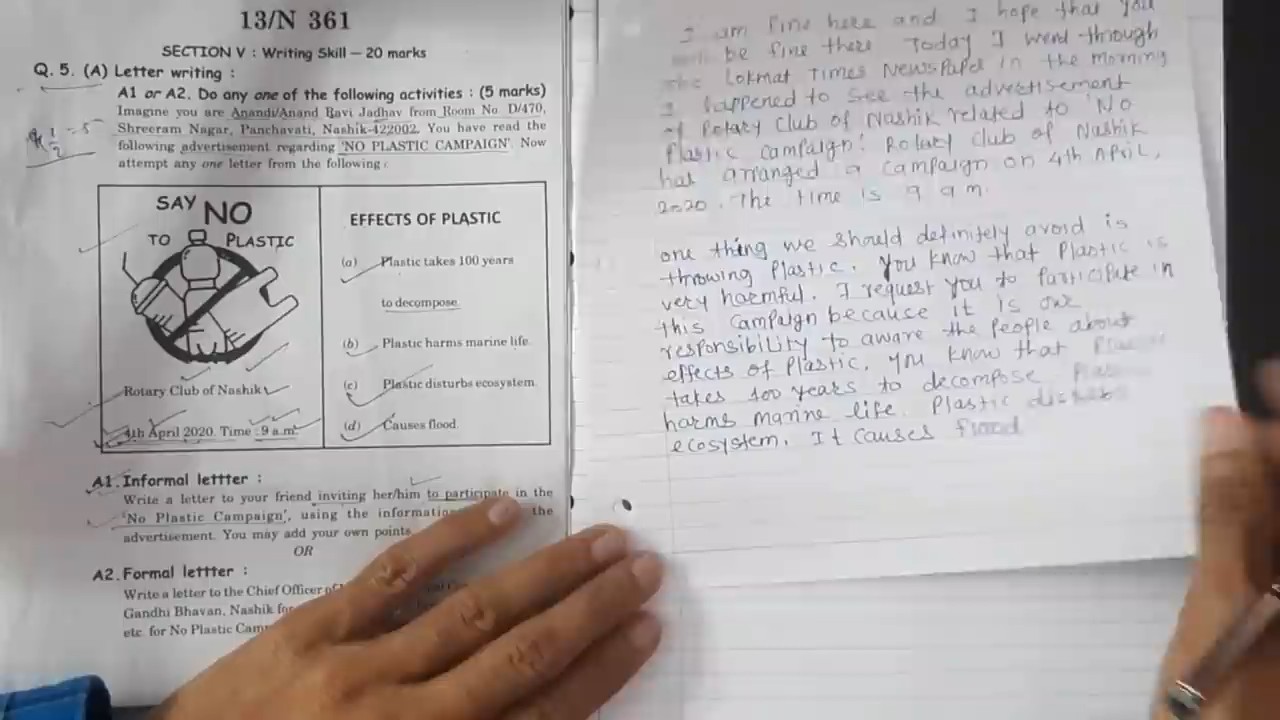 13/N 361
SECTION V : Writing Skill – 20 marks
Q. 5. (A) Letter writing :
A1 or A2. Do any one of the following activities : (5 marks)
Imagine you are Anandi/Anand Ravi Jadhav from Room No. D/470,
Shreeram Nagar, Panchavati, Nashik-422002. You have read the
following advertisement regarding 'NO PLASTIC CAMPAIGN'. Now
attempt any one letter from the following :
SAY NO
TO PLASTIC
Rotary Club of Nashik
4th April 2020. Time : 9 a.m.
EFFECTS OF PLASTIC
(a) Plastic takes 100 years
to decompose.
(b) Plastic harms marine life.
(c) Plastic disturbs ecosystem.
(d) Causes flood.
A1. Informal lettter :
Write a letter to your friend inviting her/him to participate in the
'No Plastic Campaign', using the the
advertisement. You may add your own points.
OR
A2. Formal lettter :
Write a letter to the Chief Officer
Gandhi Bhavan, Nashik
etc. for No Plastic
I am fine here and I hope that you
be fine there Today I went through
the Lokmat Times Newspaper in the morning
I happened to see the advertisement
of Rotary Club of Nashik related to 'No
Plastic Campaign'. Rotary Club of Nashik
has arranged a campaign on 4th April,
2020. The time is 9 a.m.
one thing we should definitely avoid is
throwing Plastic. You know that Plastic is
very harmful. I request you to Participate in
this Campaign because it is our
responsibility to aware the People about
effects of Plastic. You know that Plastic
takes 100 years to decompose. Plastic
harms marine life. Plastic disturbs
ecosystem. It causes flood